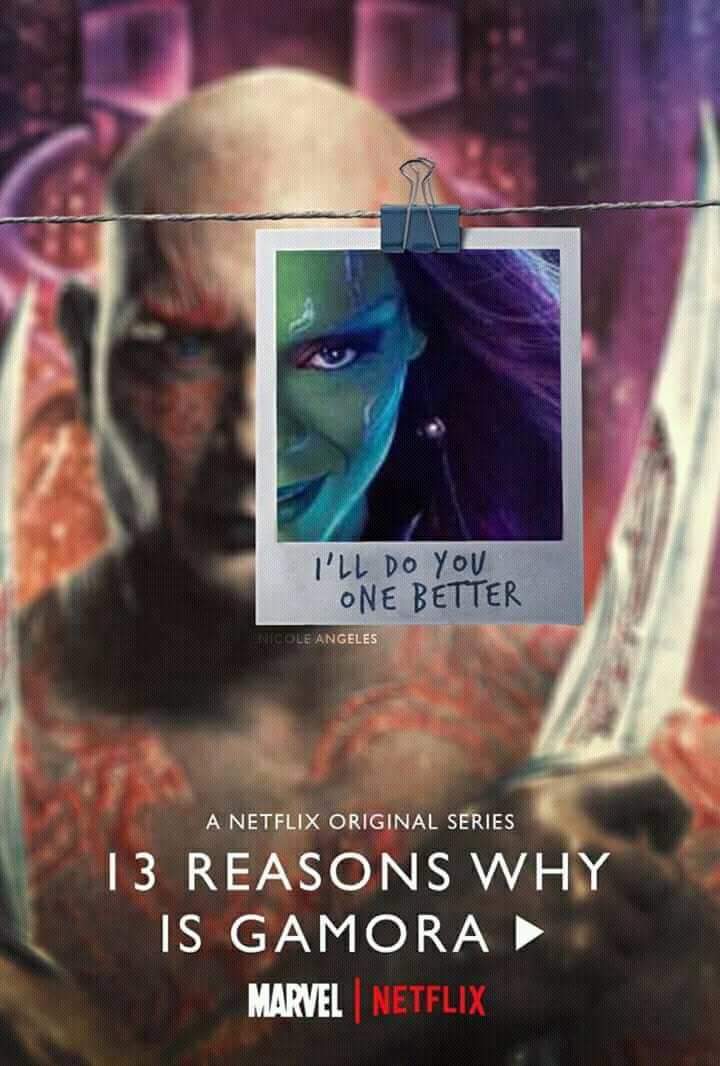 I'LL DO YOU
ONE BETTER
NICOLE ANGELES
A NETFLIX ORIGINAL SERIES
13 REASONS WHY
IS GAMORA ▶
MARVEL | NETFLIX